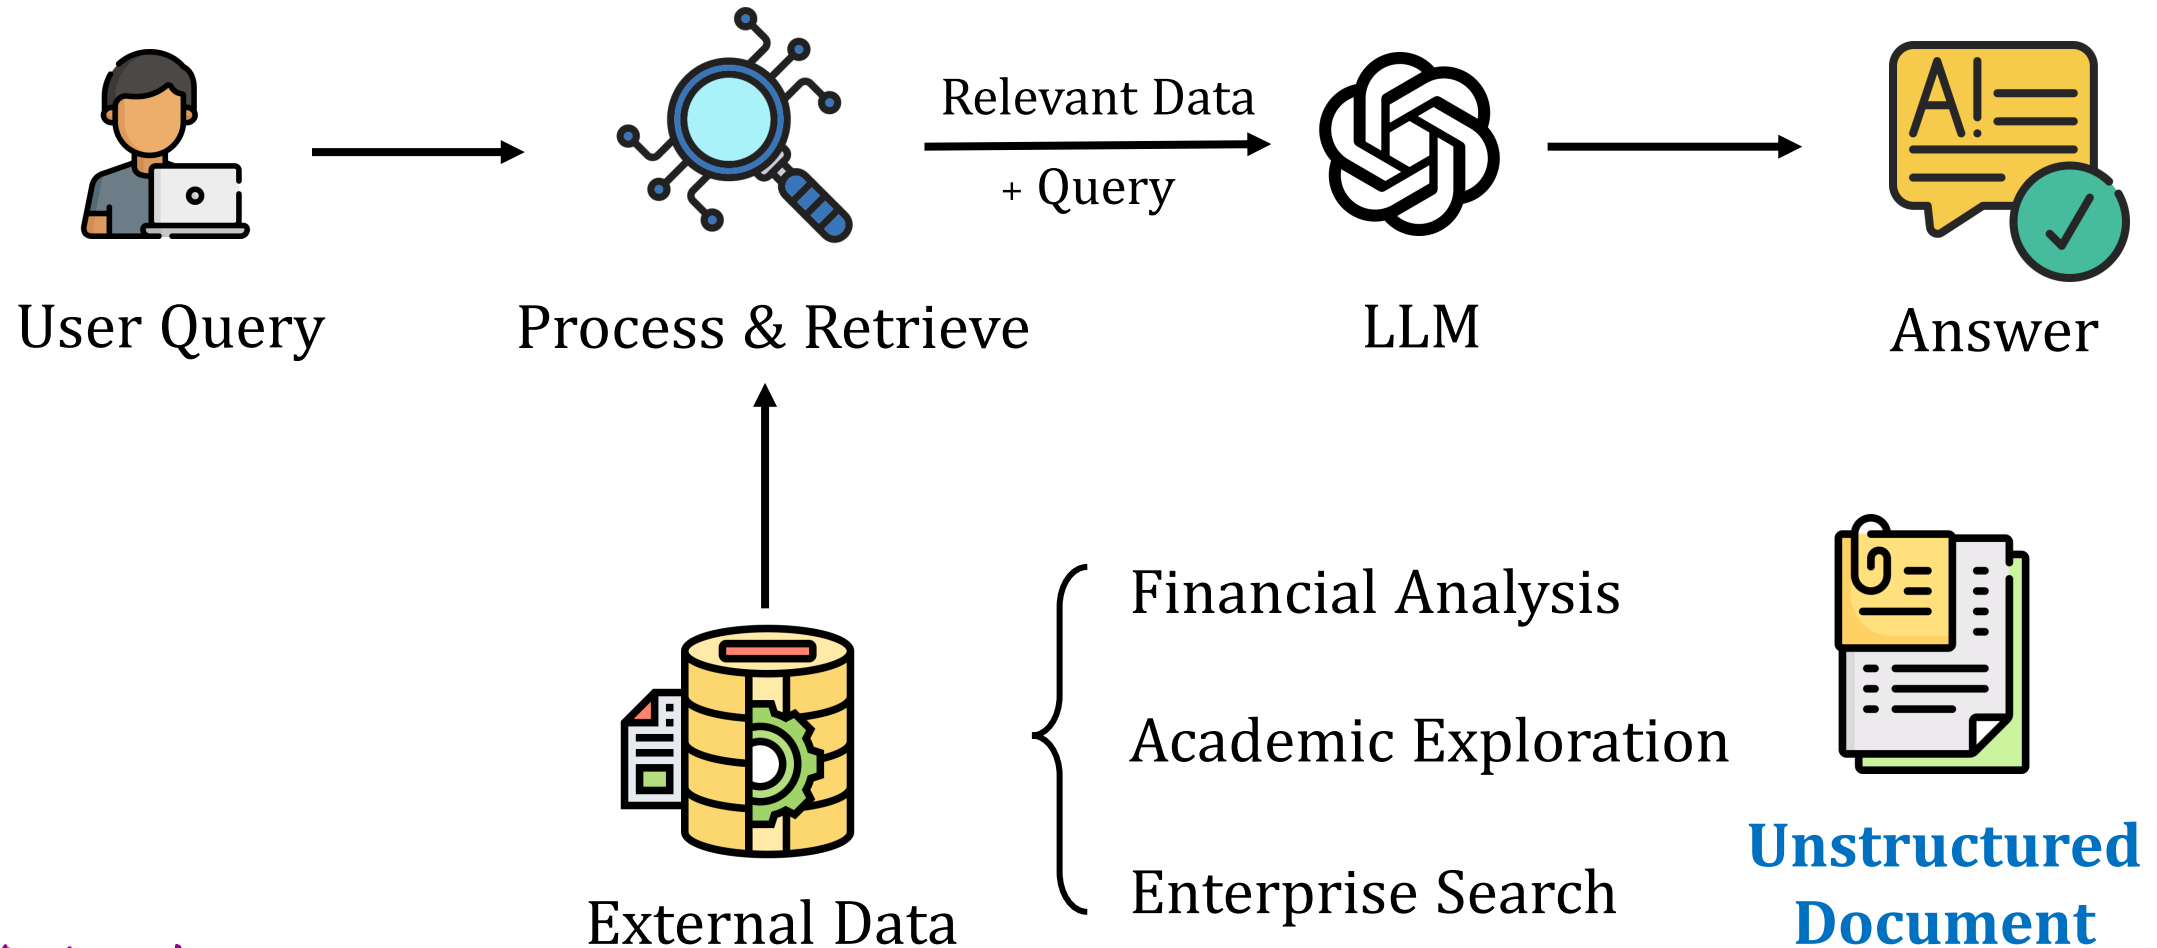 Relevant Data
+ Query
User Query
Process & Retrieve
LLM
Answer
Financial Analysis
Academic Exploration
Enterprise Search
External Data
Unstructured
Document